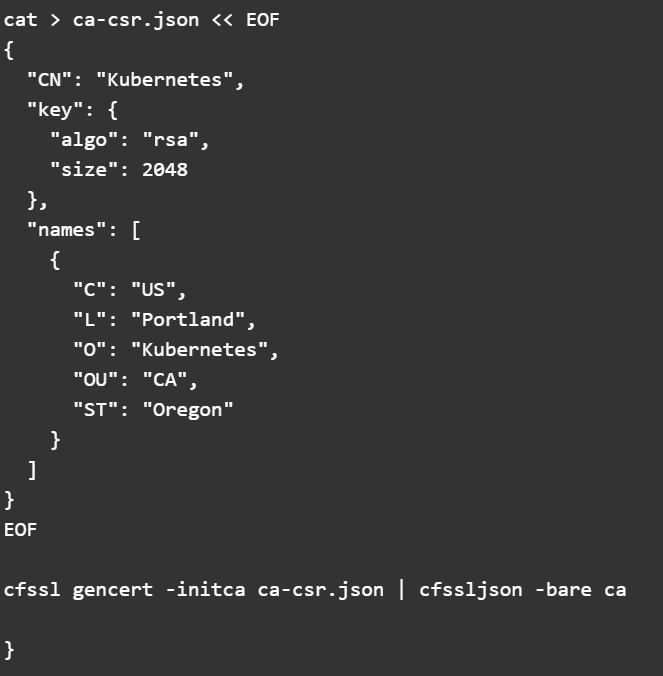 cat > ca-csr.json << EOF
{
  "CN": "Kubernetes",
  "key": {
    "algo": "rsa",
    "size": 2048
  },
  "names": [
    {
      "C": "US",
      "L": "Portland",
      "O": "Kubernetes",
      "OU": "CA",
      "ST": "Oregon"
    }
  ]
}
EOF

cfssl gencert -initca ca-csr.json | cfssljson -bare ca

}